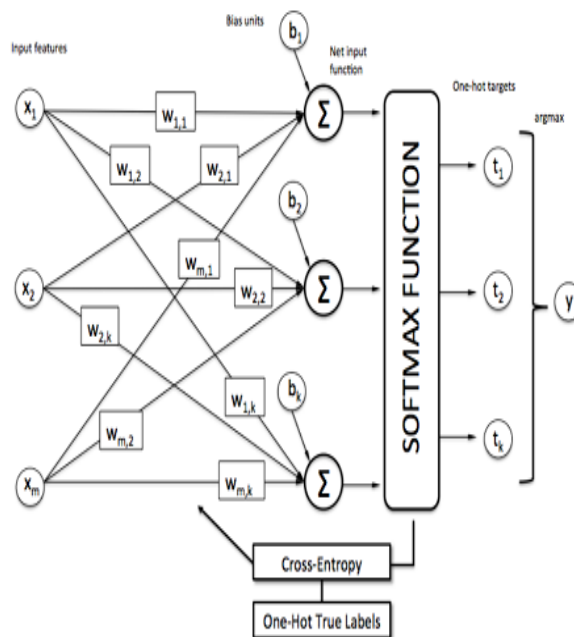 Bias units
b₁
Input features
Net input
function
One-hot targets
argmax
x₁
w₁,₁
Σ
w₁,₂
w₂,₁
t₁
b₂
wₘ,₁
x₂
w₂,₂
Σ
SOFTMAX FUNCTION
t₂
y
w₂,ₖ
w₁,ₖ
bₖ
wₘ,₂
t ₖ
xₘ
wₘ,ₖ
Σ
Cross-Entropy
One-Hot True Labels